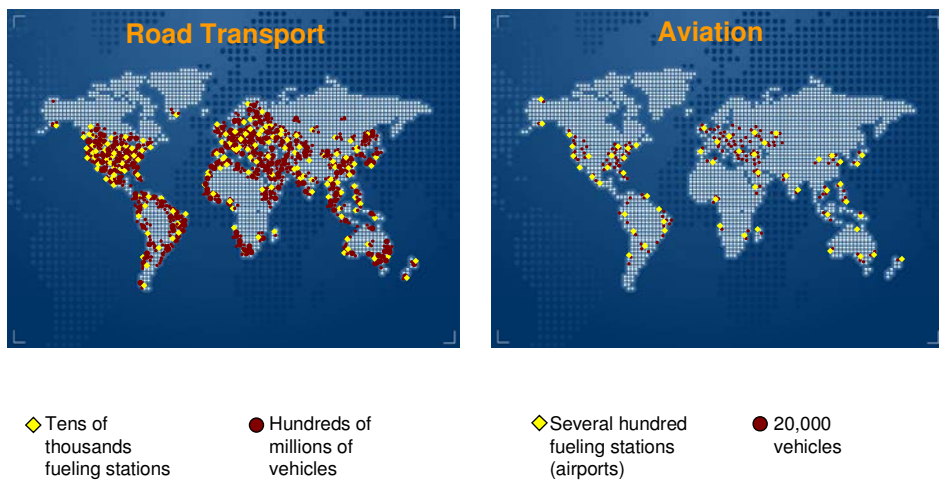 Road Transport
Aviation
Tens of
thousands
fueling stations
Hundreds of
millions of
vehicles
Several hundred
fueling stations
(airports)
20,000
vehicles